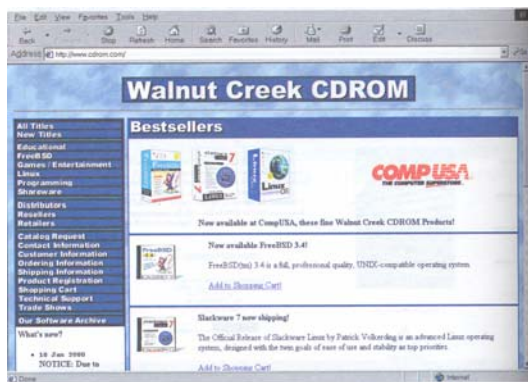 File Edit View Favorites Tools Help
Back Stop Refresh Home Search Favorites History Mail Print Edit Discuss
Address http://www.cdrom.com/
Walnut Creek CDROM
All Titles
New Titles
Educational
FreeBSD
Games / Entertainment
Linux
Programming
Shareware
Distributors
Resellers
Retailers
Catalog Request
Contact Information
Customer Information
Ordering Information
Shipping Information
Product Registration
Shopping Cart
Technical Support
Trade Shows
Our Software Archive
What's new?
• 10 Jan 2000
NOTICE: Due to
Bestsellers
7
Linux
COMPUSA
THE COMPUTER SUPERSTORE
Now available at CompUSA, these fine Walnut Creek CDROM Products!
FreeBSD
Now available FreeBSD 3.4!
FreeBSD(tm) 3.4 is a full, professional quality, UNIX-compatible operating system.
Add to Shopping Cart!
7
Slackware 7 now shipping!
The Official Release of Slackware Linux by Patrick Volkerding is an advanced Linux operating
system, designed with the twin goals of ease of use and stability as top priorities.
Add to Shopping Cart!
Done
Internet